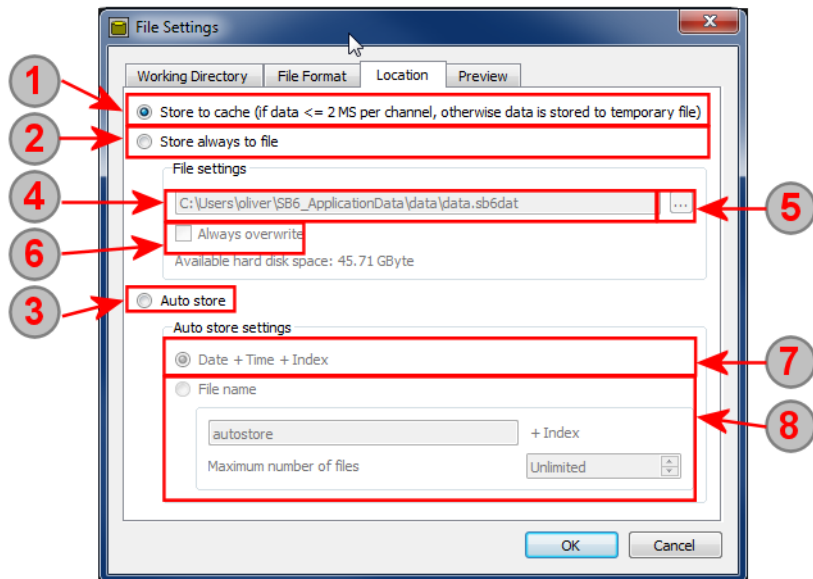 File Settings
Working Directory File Format Location Preview
1
Store to cache (if data <= 2 MS per channel, otherwise data is stored to temporary file)
2
Store always to file
File settings
4
C:\Users\oliver\SB6_ApplicationData\data\data.sb6dat ...
5
Always overwrite
6
Available hard disk space: 45.71 GByte
3
Auto store
Auto store settings
Date + Time + Index
7
File name
8
autostore + Index
Maximum number of files Unlimited
OK Cancel